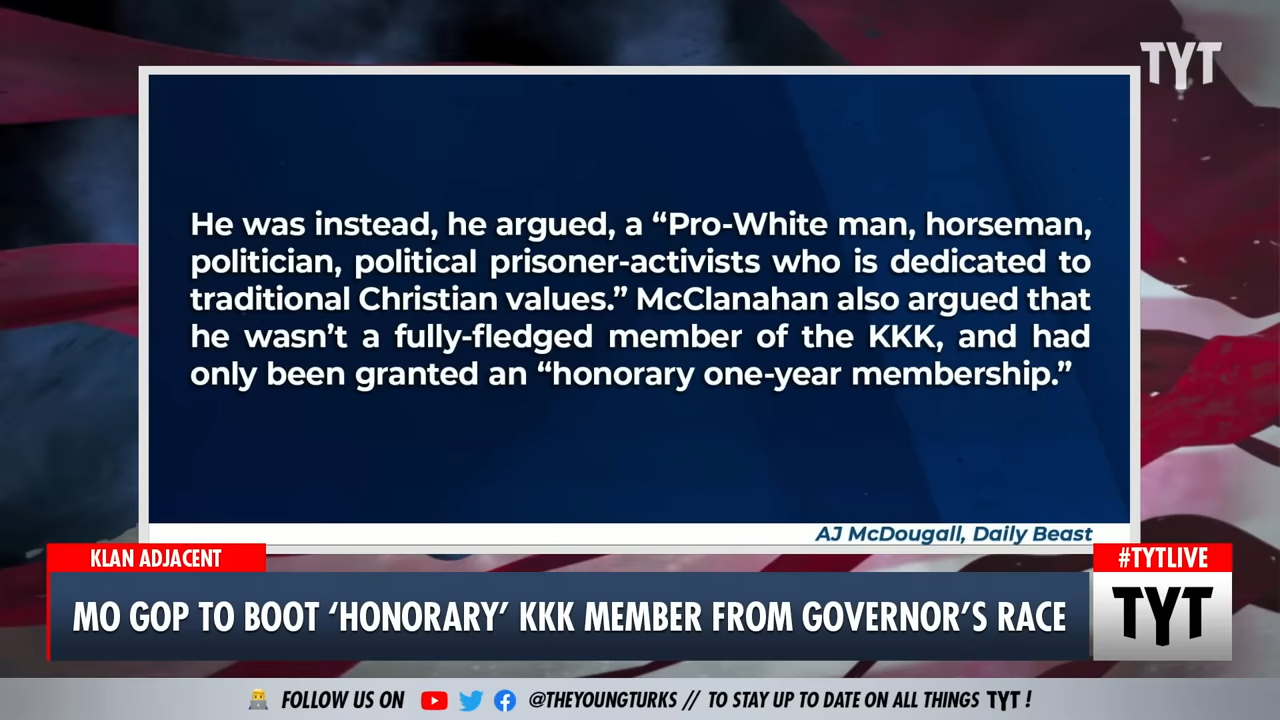 TYT
He was instead, he argued, a “Pro-White man, horseman,
politician, political prisoner-activists who is dedicated to
traditional Christian values.” McClanahan also argued that
he wasn’t a fully-fledged member of the KKK, and had
only been granted an “honorary one-year membership.”
AJ McDougall, Daily Beast
KLAN ADJACENT
#TYTLIVE
MO GOP TO BOOT ‘HONORARY’ KKK MEMBER FROM GOVERNOR’S RACE
TYT
FOLLOW US ON @THEYOUNGTURKS // TO STAY UP TO DATE ON ALL THINGS TYT !